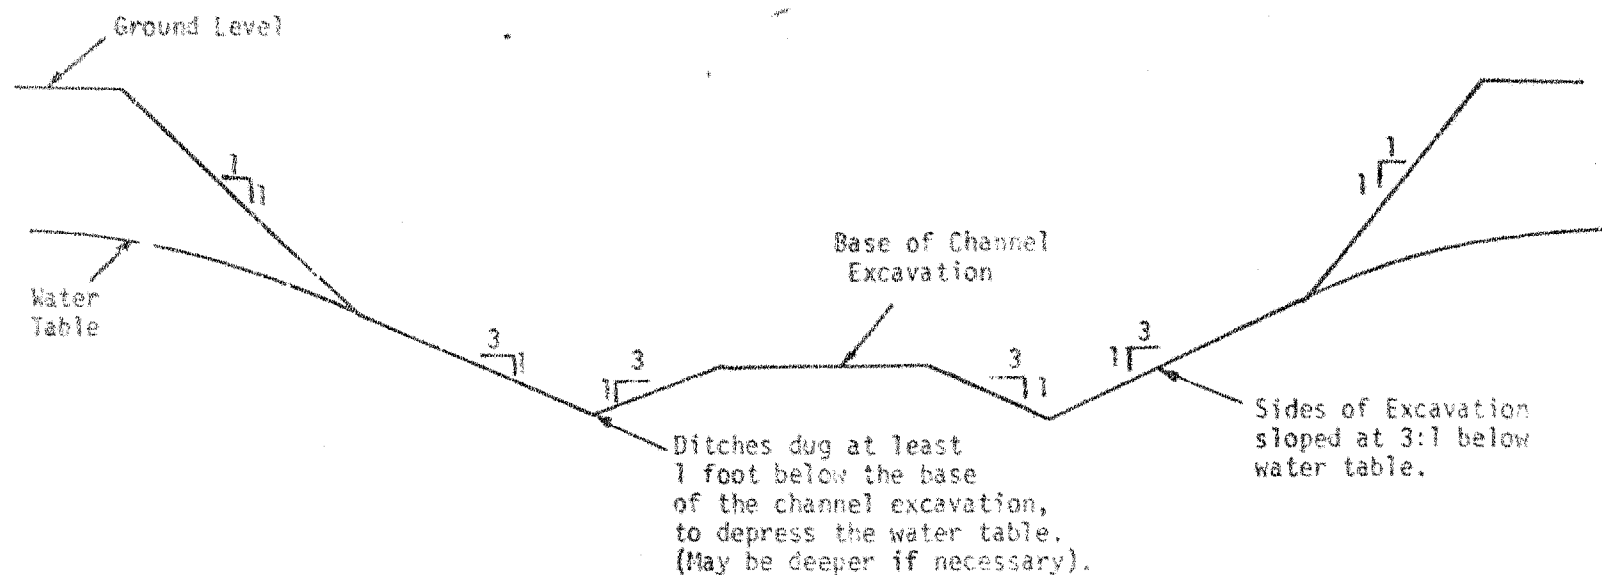 Ground Level
1
1
1
1
Water
Table
Base of Channel
Excavation
3
1
3
1
3
1
3
1
Sides of Excavation
sloped at 3:1 below
water table.
Ditches dug at least
1 foot below the base
of the channel excavation,
to depress the water table.
(May be deeper if necessary).